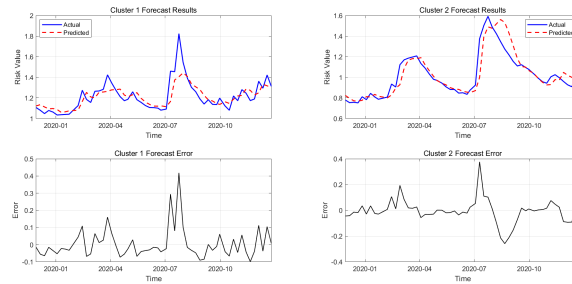 Cluster 1 Forecast Results
Risk Value
2
1.8
1.6
1.4
1.2
1
Actual
Predicted
2020-01
2020-04
2020-07
2020-10
Time
Cluster 2 Forecast Results
Risk Value
1.6
1.4
1.2
1
0.8
0.6
Actual
Predicted
2020-01
2020-04
2020-07
2020-10
Time
Cluster 1 Forecast Error
Error
0.5
0.4
0.3
0.2
0.1
0
-0.1
2020-01
2020-04
2020-07
2020-10
Time
Cluster 2 Forecast Error
Error
0.4
0.2
0
-0.2
-0.4
2020-01
2020-04
2020-07
2020-10
Time